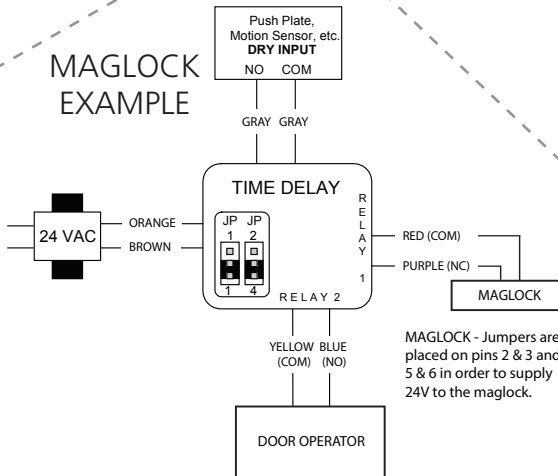 MAGLOCK
EXAMPLE
Push Plate,
Motion Sensor, etc.
DRY INPUT
NO COM
GRAY GRAY
TIME DELAY
24 VAC
ORANGE
BROWN
JP JP
1 2
1 4
RELAY 1
RELAY 2
RED (COM)
PURPLE (NC)
MAGLOCK
YELLOW BLUE
(COM) (NO)
MAGLOCK - Jumpers are
placed on pins 2 & 3 and
5 & 6 in order to supply
24V to the maglock.
DOOR OPERATOR